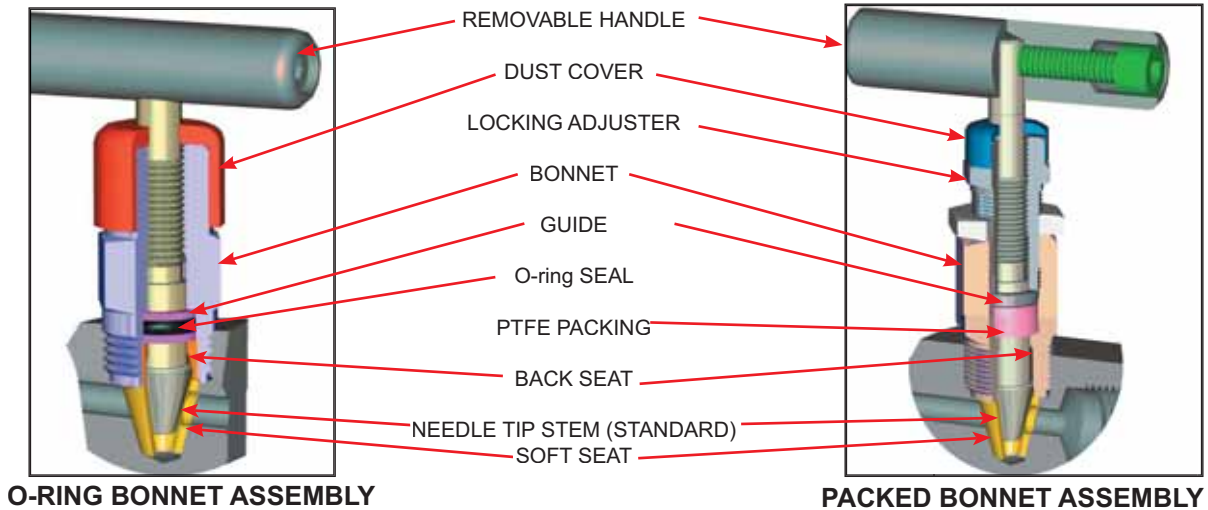 REMOVABLE HANDLE
DUST COVER
LOCKING ADJUSTER
BONNET
GUIDE
O-ring SEAL
PTFE PACKING
BACK SEAT
NEEDLE TIP STEM (STANDARD)
SOFT SEAT
O-RING BONNET ASSEMBLY
PACKED BONNET ASSEMBLY